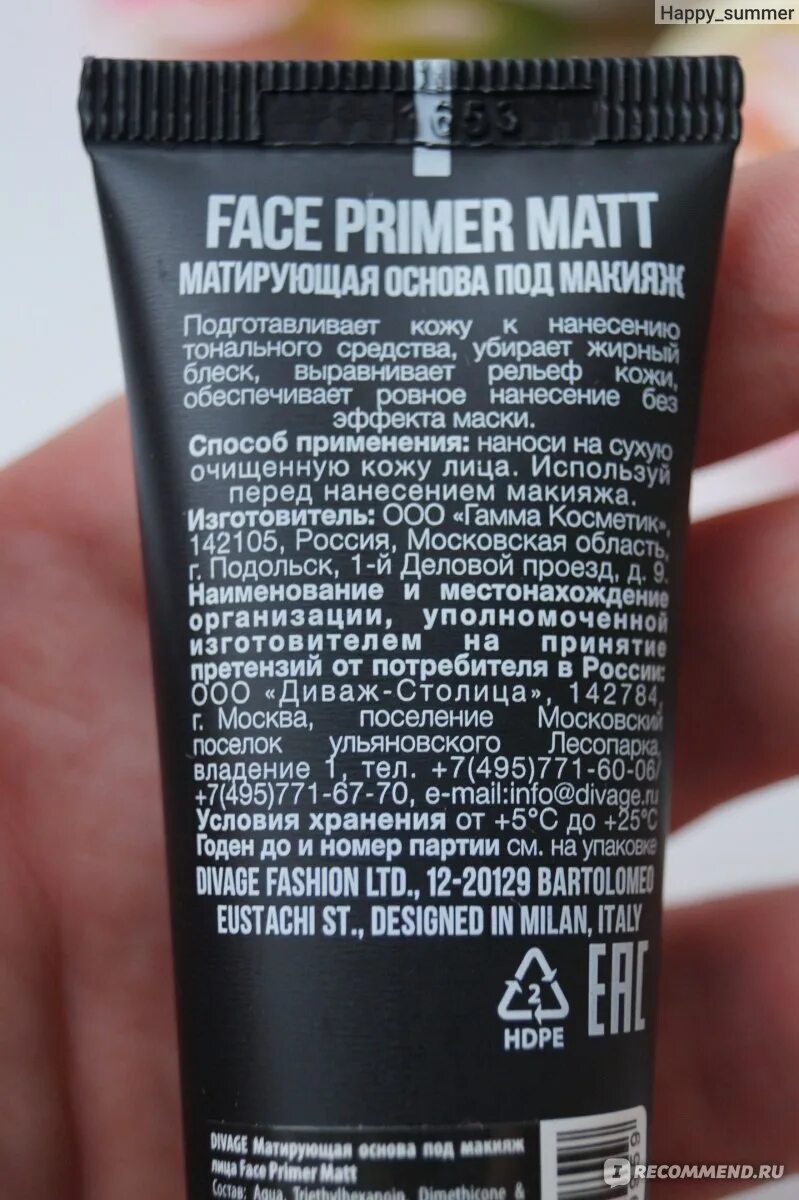 Happy_summer
1653
FACE PRIMER MATT
МАТИРУЮЩАЯ ОСНОВА ПОД МАКИЯЖ
Подготавливает кожу к нанесению
тонального средства, убирает жирный
блеск, выравнивает рельеф кожи,
обеспечивает ровное нанесение без
эффекта маски.
Способ применения: наноси на сухую
очищенную кожу лица. Используй
перед нанесением макияжа.
Изготовитель: ООО «Гамма Косметик»,
142105, Россия, Московская область,
г. Подольск, 1-й Деловой проезд, д. 9.
Наименование и местонахождение
организации, уполномоченной
изготовителем на принятие
претензий от потребителя в России:
ООО «Диваж-Столица», 142784,
г. Москва, поселение Московский
поселок ульяновского Лесопарка,
владение 1, тел. +7(495)771-60-06/
+7(495)771-67-70, e-mail:info@divage.ru
Условия хранения от +5°С до +25°С
Годен до и номер партии см. на упаковке
DIVAGE FASHION LTD., 12-20129 BARTOLOMEO
EUSTACHI ST., DESIGNED IN MILAN, ITALY
2
HDPE
EAC
DIVAGE Матирующая основа под макияж
лица Face Primer Matt
Состав: Aqua, Triethylhexanoin, Dimethicone &
RECOMMEND.RU